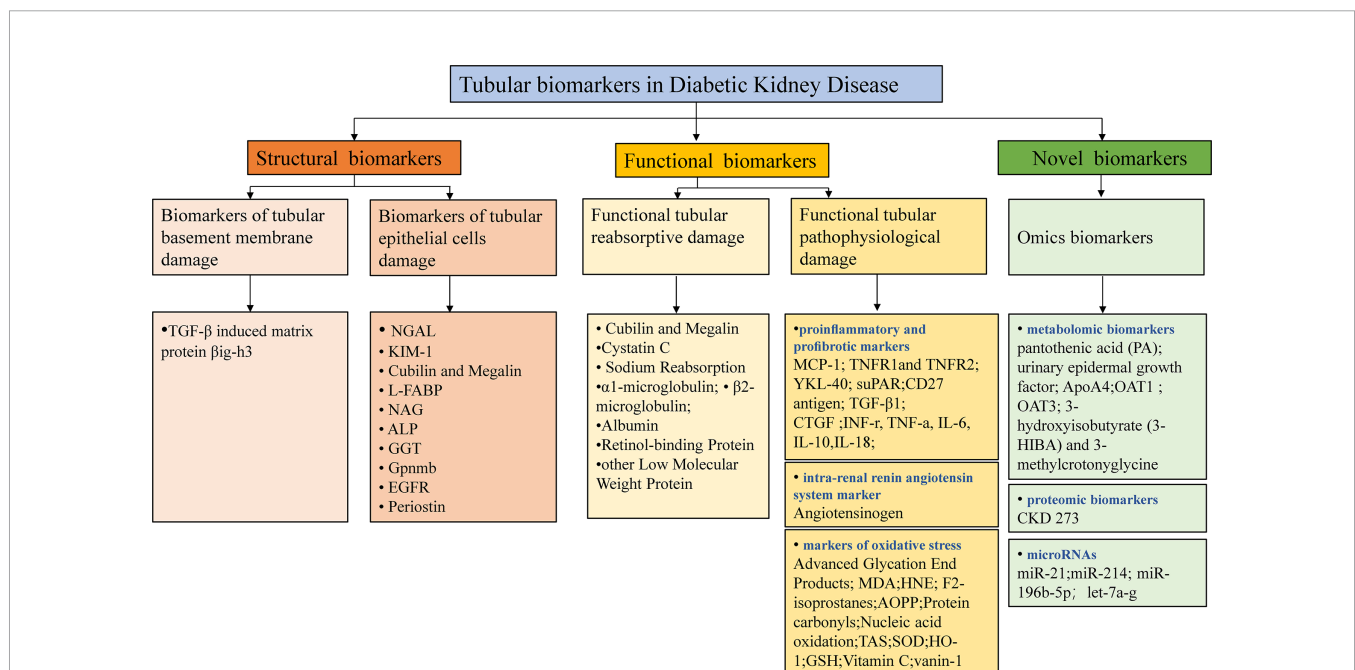 Tubular biomarkers in Diabetic Kidney Disease
Structural biomarkers
Functional biomarkers
Novel biomarkers
Biomarkers of tubular
basement membrane
damage
Biomarkers of tubular
epithelial cells
damage
Functional tubular
reabsorptive damage
Functional tubular
pathophysiological
damage
Omics biomarkers
•TGF-β induced matrix
protein βig-h3
• NGAL
• KIM-1
• Cubilin and Megalin
• L-FABP
• NAG
• ALP
• GGT
• Gpnmb
• EGFR
• Periostin
• Cubilin and Megalin
•Cystatin C
• Sodium Reabsorption
•α1-microglobulin; • β2-
microglobulin;
•Albumin
•Retinol-binding Protein
•other Low Molecular
Weight Protein
•proinflammatory and
profibrotic markers
MCP-1; TNFR1and TNFR2;
YKL-40; suPAR;CD27
antigen; TGF-β1;
CTGF ;INF-r, TNF-a, IL-6,
IL-10,IL-18;
• intra-renal renin angiotensin
system marker
Angiotensinogen
• markers of oxidative stress
Advanced Glycation End
Products; MDA;HNE; F2-
isoprostanes;AOPP;Protein
carbonyls;Nucleic acid
oxidation;TAS;SOD;HO-
1;GSH;Vitamin C;vanin-1
• metabolomic biomarkers
pantothenic acid (PA);
urinary epidermal growth
factor; ApoA4;OAT1 ;
OAT3; 3-
hydroxyisobutyrate (3-
HIBA) and 3-
methylcrotonyglycine
• proteomic biomarkers
CKD 273
• microRNAs
miR-21;miR-214; miR-
196b-5p； let-7a-g